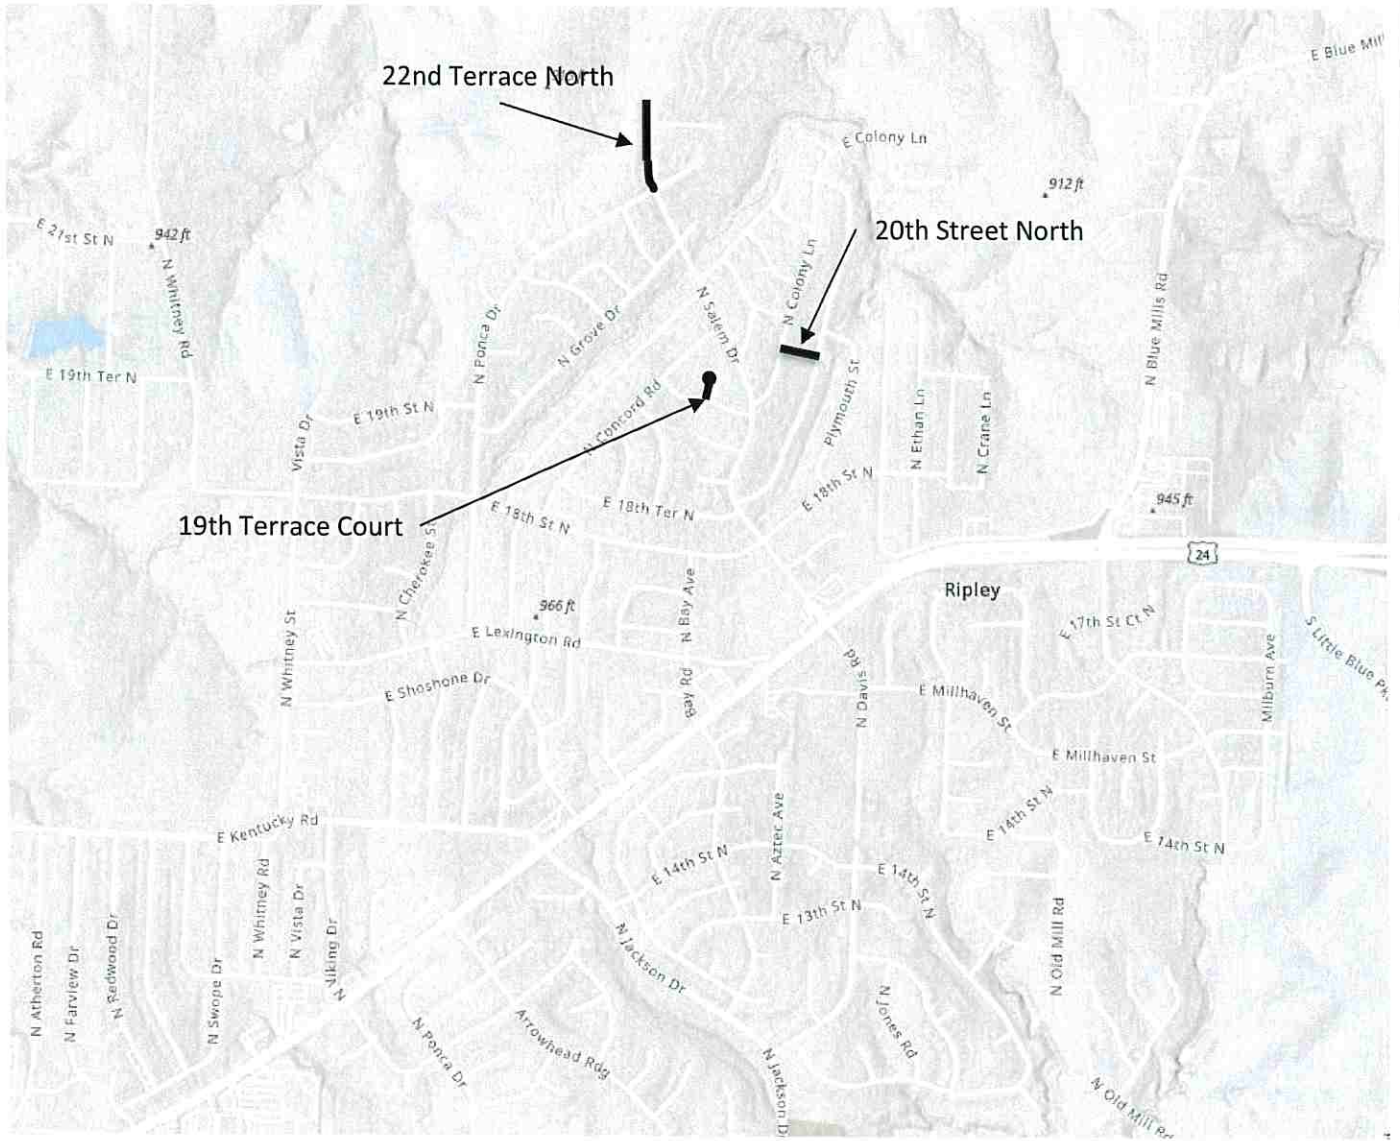 E Blue Mil
22nd Terrace North
E Colony Ln
912 ft
20th Street North
E 21st St N
942 ft
N Whitney Rd
N Colony Ln
N Blue Mills Rd
N Salem Dr
N Ponca Dr
N Grove Dr
E 19th Ter N
Plymouth St
N Ethan Ln
N Crane Ln
N Concord Rd
E 19th St N
Vista Dr
E 18th St N
945 ft
E 18th Ter N
E 18th St N
19th Terrace Court
24
Ripley
N Cherokee St
N Bay Ave
966 ft
E Lexington Rd
E 17th St Ct N
S Little Blue Pk
N Whitney St
E Shoshone Dr
Bay Rd
N Davis Rd
E Millhaven St
Milburn Ave
E Millhaven St
E Kentucky Rd
N Aztec Ave
E 14th St N
E 14th St N
E 14th St N
E 14th St N
E 13th St N
N Whitney Rd
N Vista Dr
Viking Dr
N
N Atherton Rd
N Farview Dr
N Redwood Dr
N Swope Dr
N Jackson Dr
N Old Mill Rd
N Jones Rd
N Ponca Dr
Arrowhead Rdg
N Jackson D
N Old Mill Rd